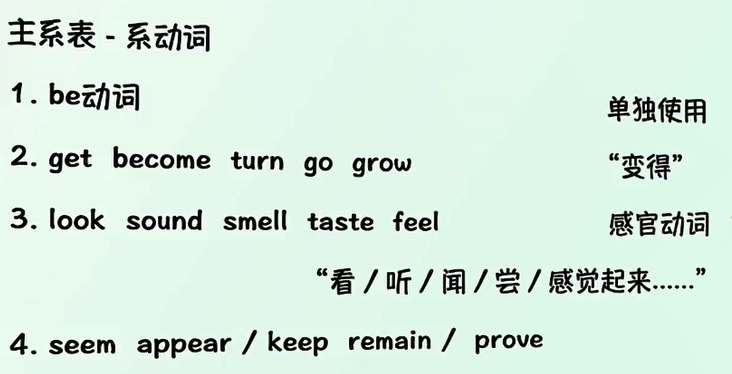 主系表 - 系动词
1. be动词 单独使用
2. get become turn go grow “变得”
3. look sound smell taste feel 感官动词
“看 / 听 / 闻 / 尝 / 感觉起来……”
4. seem appear / keep remain / prove